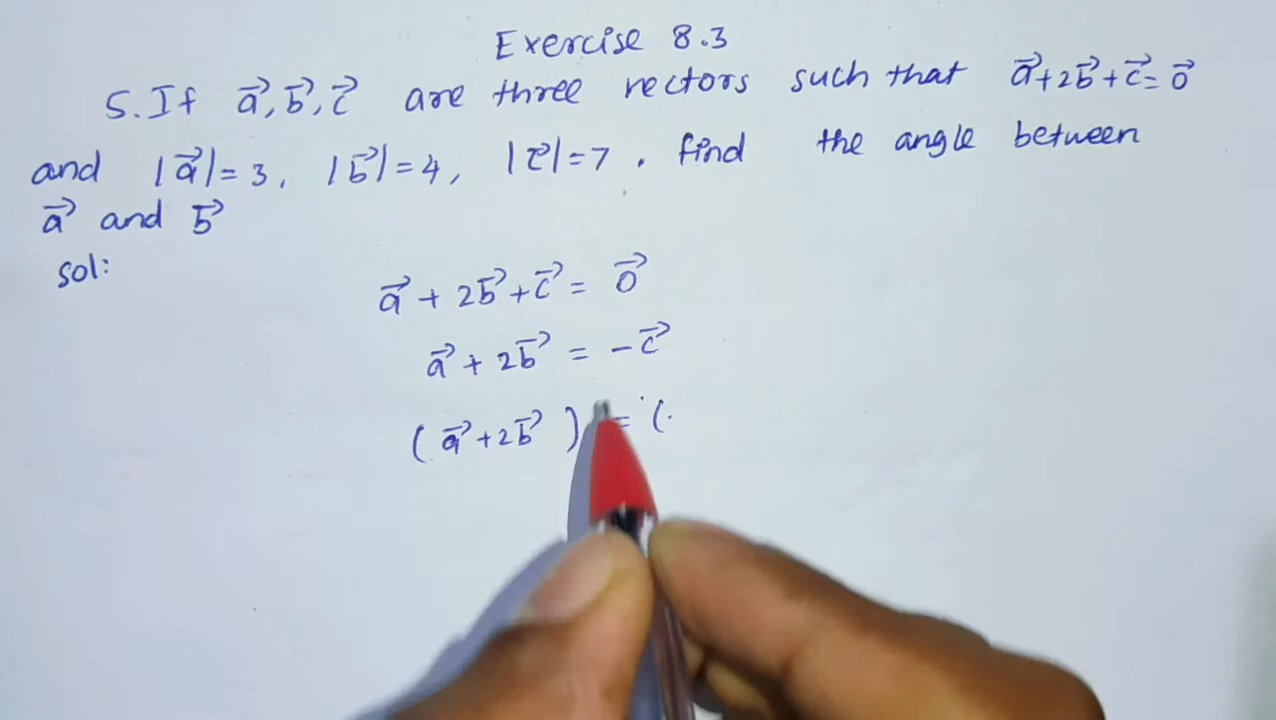 Exercise 8.3
5. If a⃗, b⃗, c⃗ are three vectors such that a⃗+2b⃗+c⃗=0⃗
and |a⃗|=3, |b⃗|=4, |c⃗|=7. find the angle between
a⃗ and b⃗
sol:
a⃗ + 2b⃗ + c⃗ = 0⃗
a⃗ + 2b⃗ = -c⃗
(a⃗ + 2b⃗) = (